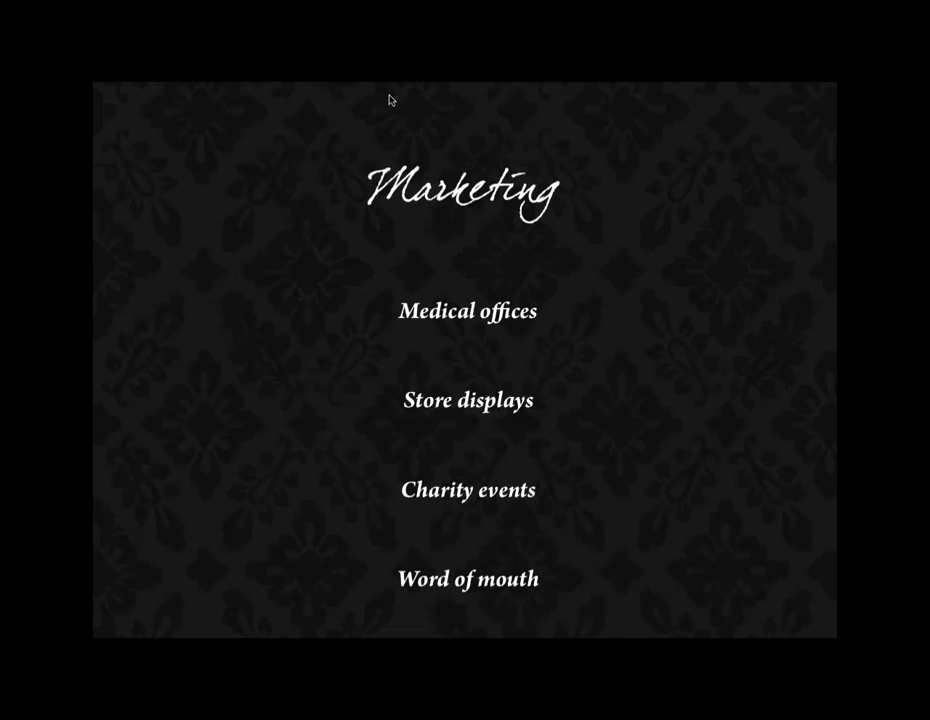 Marketing
Medical offices
Store displays
Charity events
Word of mouth